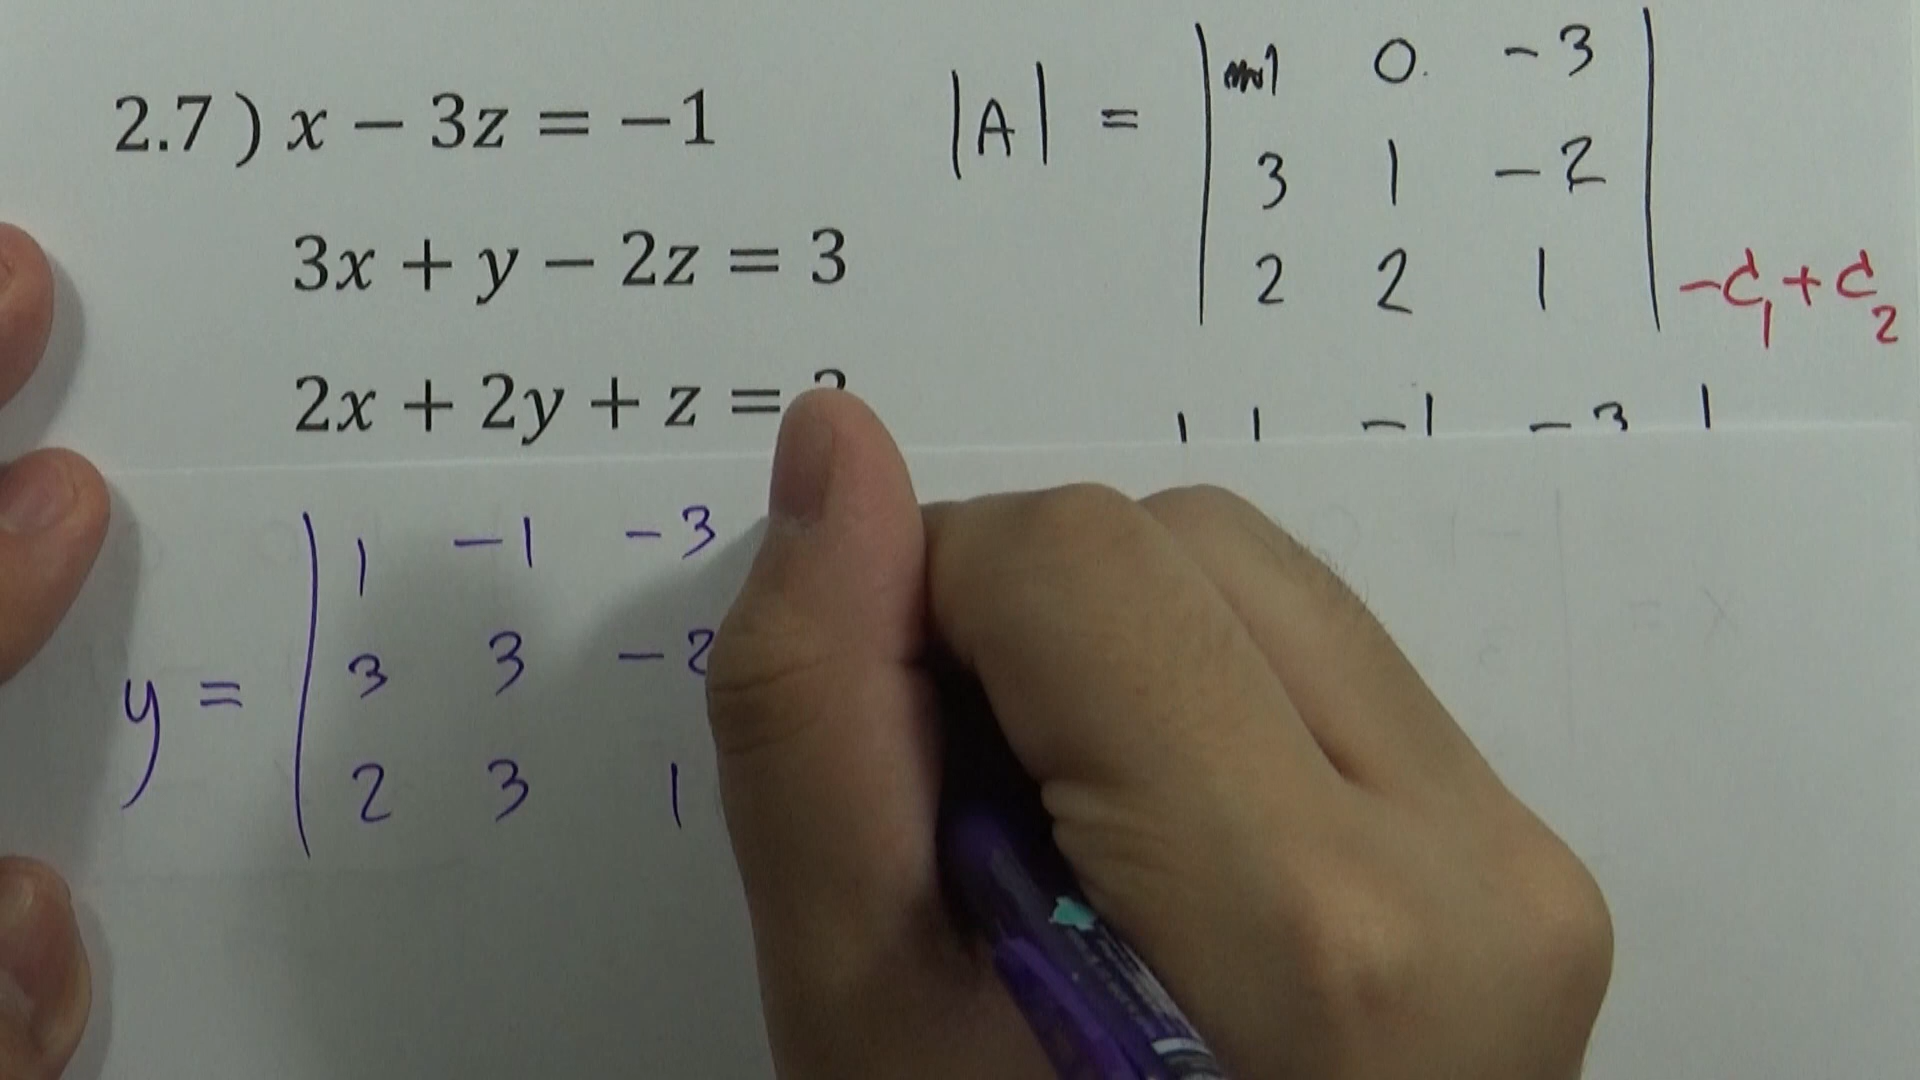 2.7 ) x − 3z = −1
3x + y − 2z = 3
2x + 2y + z =
|A| =
1 0 -3
3 1 -2
2 2 1
-C₁ + C₂
y =
1 -1 -3
3 3 -2
2 3 1